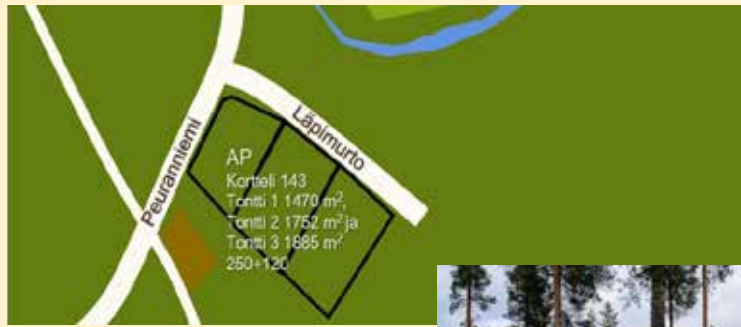 Läpimurto
Peuranniemi
AP
Kortteli 143
Tontti 1 1470 m²,
Tontti 2 1752 m² ja
Tontti 3 1885 m²
250+120